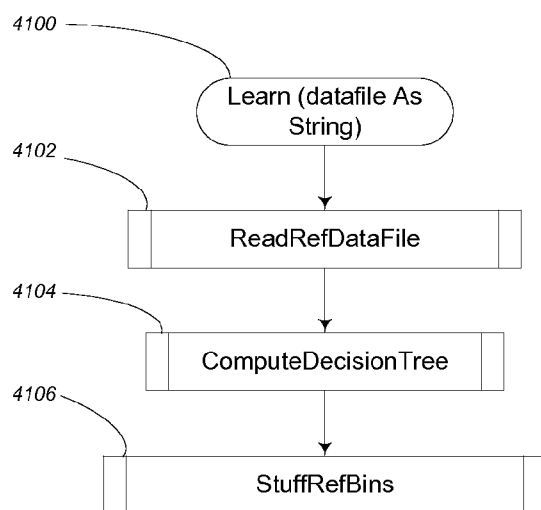 4100
Learn (datafile As
String)
4102
ReadRefDataFile
4104
ComputeDecisionTree
4106
StuffRefBins